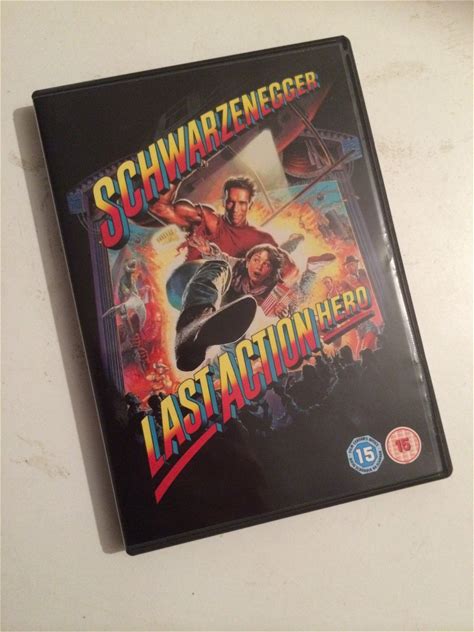 SCHWARZENEGGER
LAST ACTION HERO
15
15